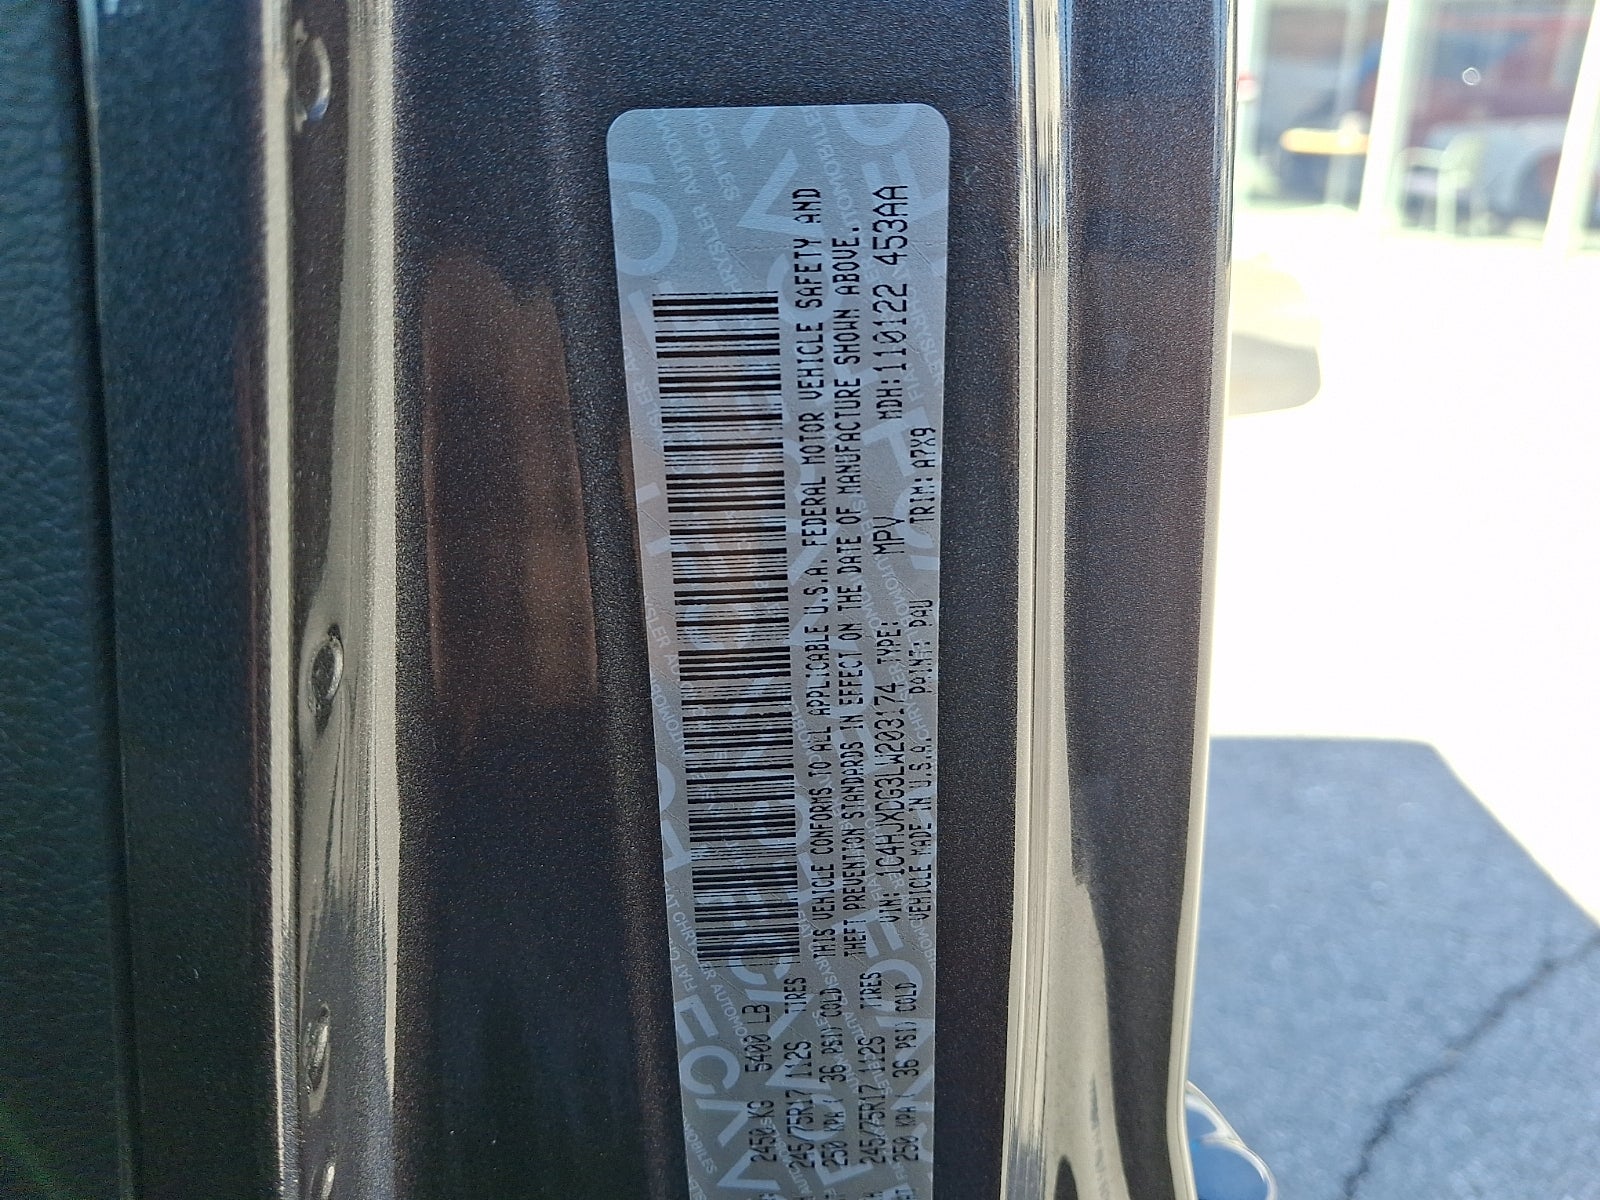 2450 KG 5400 LB
245/75R17 112S TIRES
250 KPA ( 36 PSI) COLD
245/75R17 112S TIRES
250 KPA ( 36 PSI) COLD
THIS VEHICLE CONFORMS TO ALL APPLICABLE U.S.A. FEDERAL MOTOR VEHICLE SAFETY AND
THEFT PREVENTION STANDARDS IN EFFECT ON THE DATE OF MANUFACTURE SHOWN ABOVE.
VIN: 1C4HJXDG3LW203174 TYPE: MPV MDH: 110122 453AA
VEHICLE MADE IN U.S.A. PAINT: PAU TRIM: A7X9